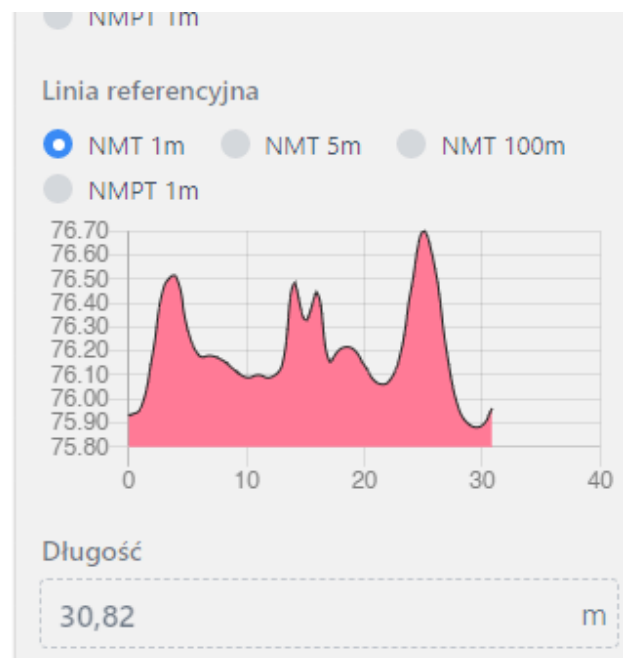 NMPT 1m
Linia referencyjna
NMT 1m NMT 5m NMT 100m
NMPT 1m
76.70
76.60
76.50
76.40
76.30
76.20
76.10
76.00
75.90
75.80
0 10 20 30 40
Długość
30,82 m